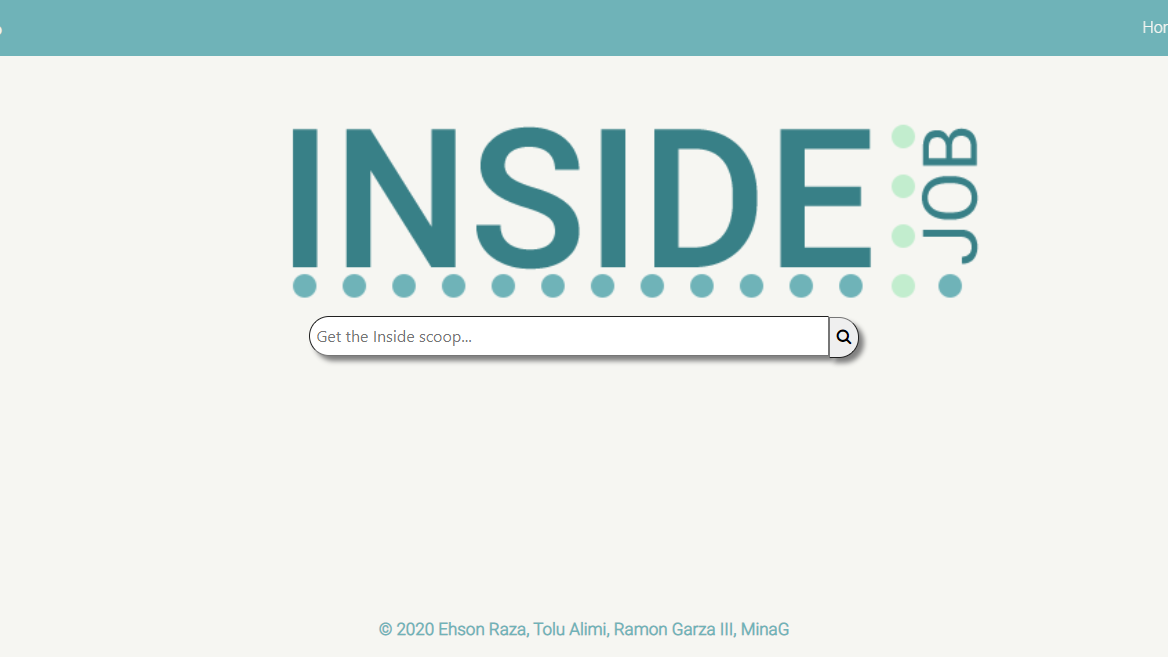 Hor
INSIDE JOB
Get the Inside scoop...
© 2020 Ehson Raza, Tolu Alimi, Ramon Garza III, MinaG